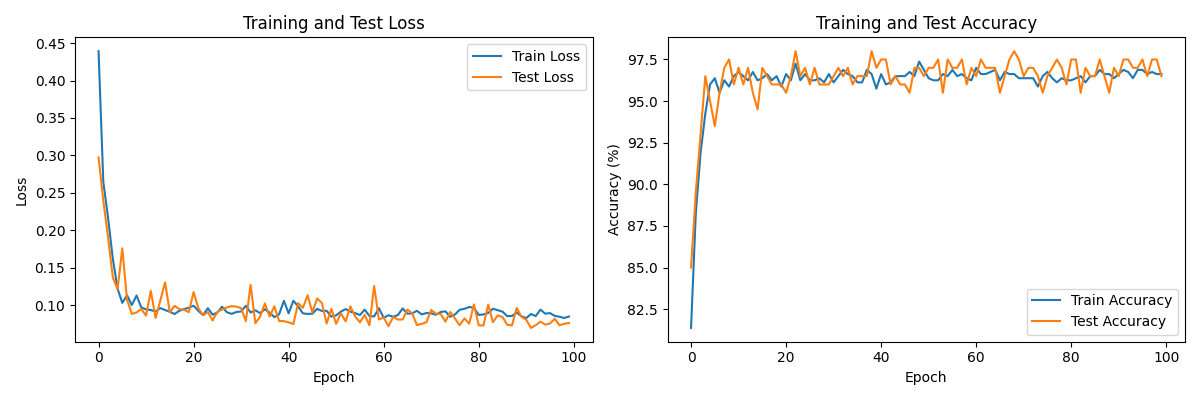 Training and Test Loss
0.45
0.40
0.35
0.30
0.25
0.20
0.15
0.10
Loss
Train Loss
Test Loss
0 20 40 60 80 100
Epoch
Training and Test Accuracy
97.5
95.0
92.5
90.0
87.5
85.0
82.5
Accuracy (%)
Train Accuracy
Test Accuracy
0 20 40 60 80 100
Epoch